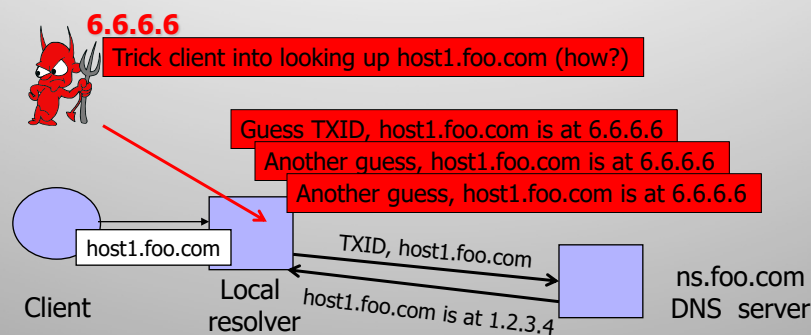 6.6.6.6
Trick client into looking up host1.foo.com (how?)
Guess TXID, host1.foo.com is at 6.6.6.6
Another guess, host1.foo.com is at 6.6.6.6
Another guess, host1.foo.com is at 6.6.6.6
host1.foo.com
TXID, host1.foo.com
host1.foo.com is at 1.2.3.4
Client
Local
resolver
ns.foo.com
DNS server